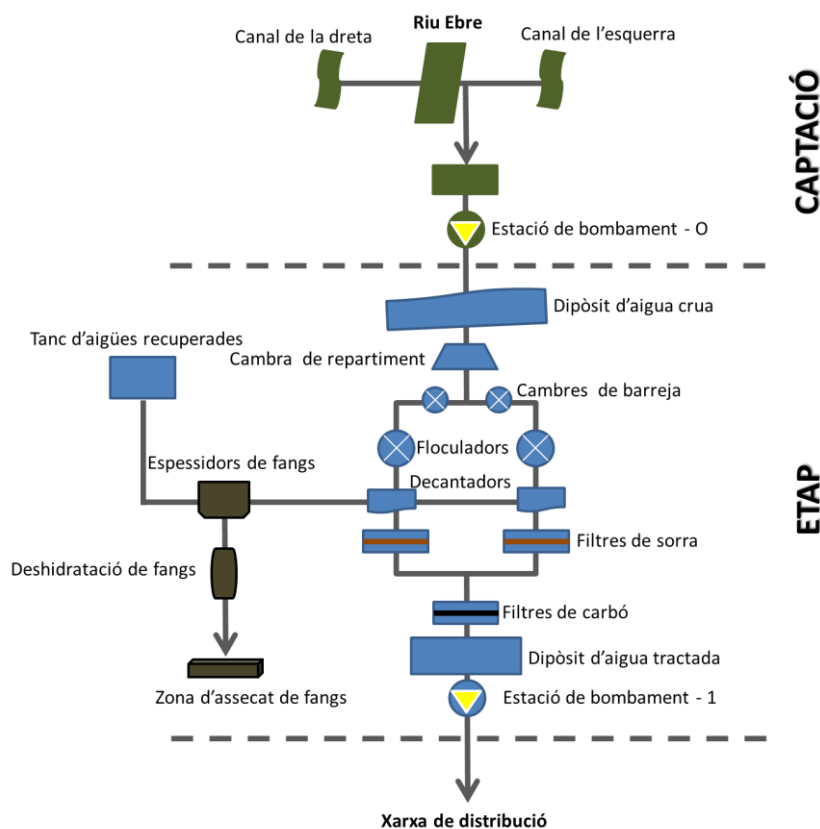 Riu Ebre
Canal de la dreta
Canal de l’esquerra
CAPTACIÓ
Estació de bombament - O
Dipòsit d’aigua crua
Tanc d’aigües recuperades
Cambra de repartiment
Cambres de barreja
Floculadors
Espessidors de fangs
Decantadors
ETAP
Filtres de sorra
Deshidratació de fangs
Filtres de carbó
Dipòsit d’aigua tractada
Zona d’assecat de fangs
Estació de bombament - 1
Xarxa de distribució